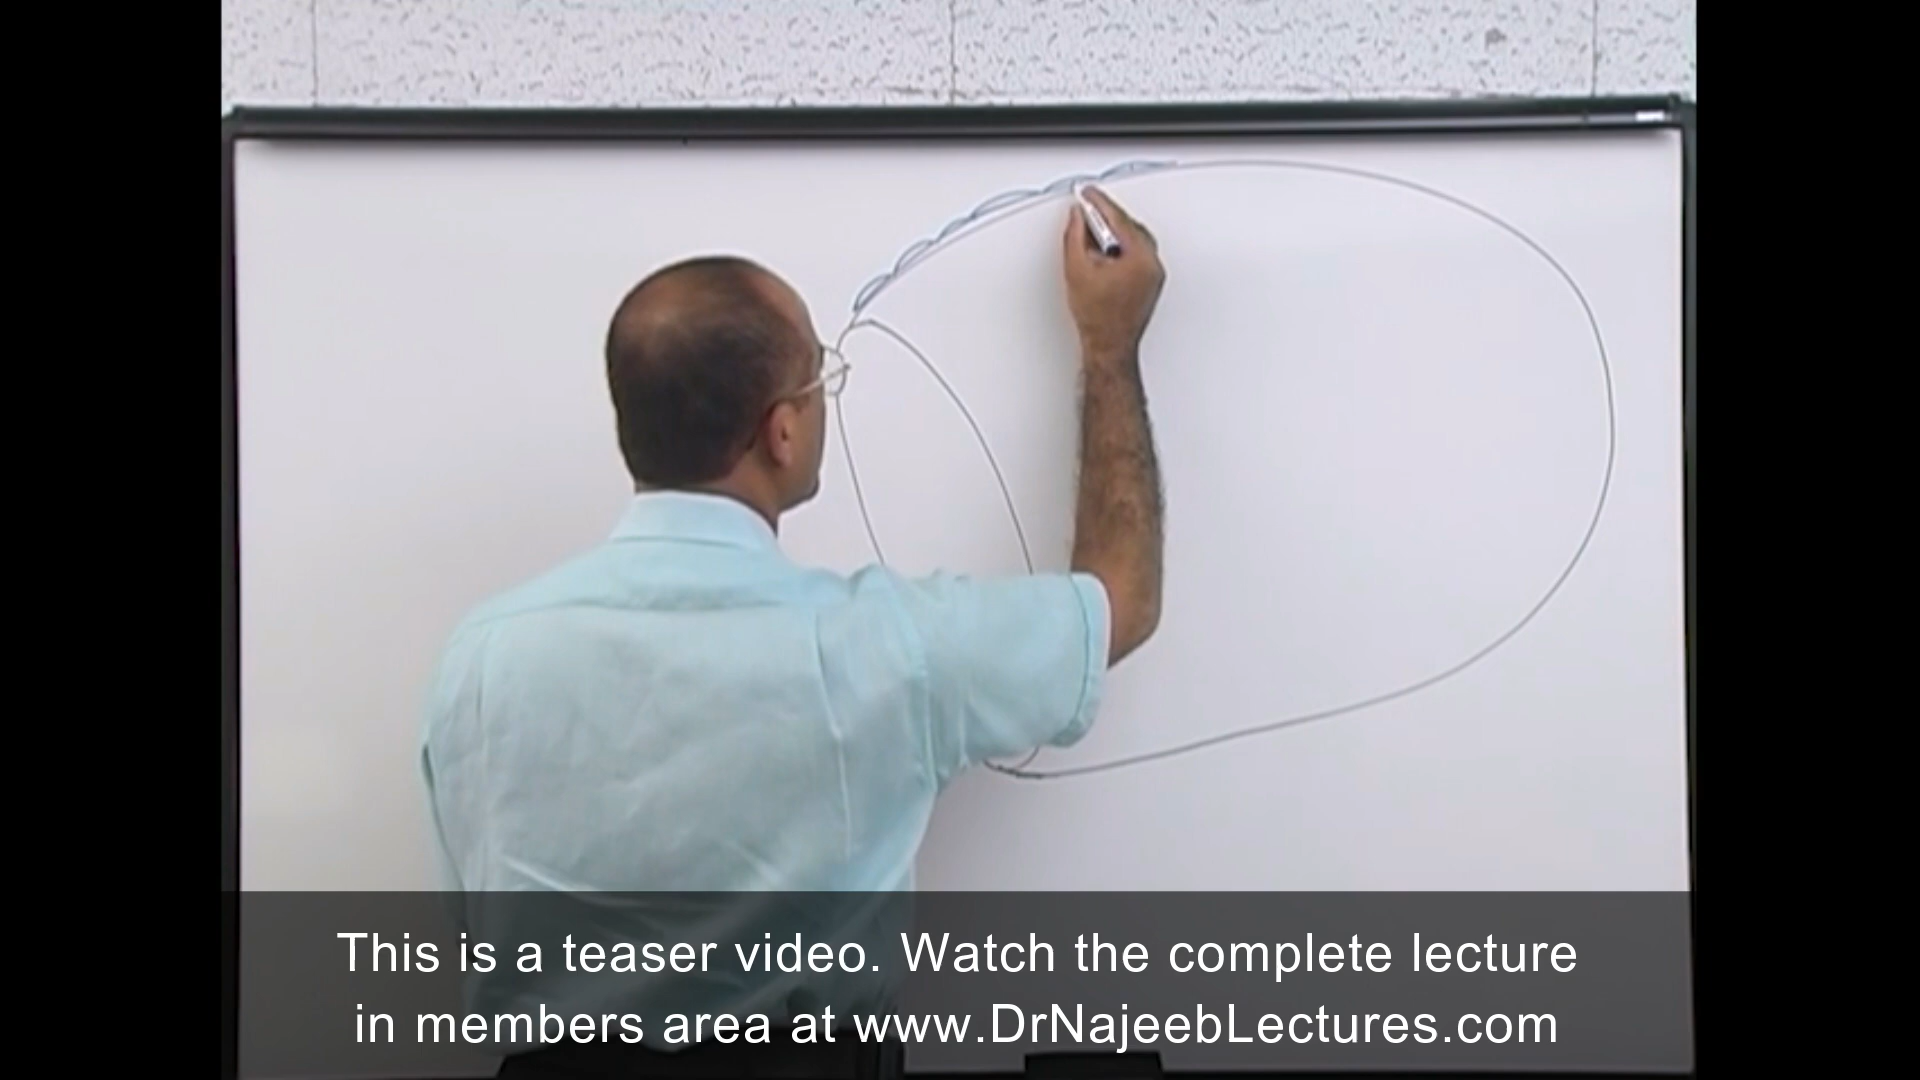 This is a teaser video. Watch the complete lecture
in members area at www.DrNajeebLectures.com